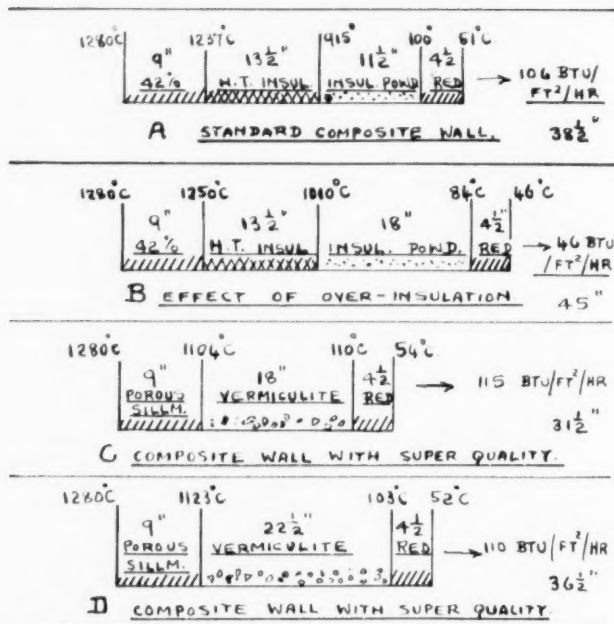 1280°C 1237°C 915°C 100° 61°C
9" 13½" 11½" 4½
42% H.T. INSUL INSUL. POWD RED → 106 BTU/
FT²/HR
A STANDARD COMPOSITE WALL. 38½"
1280°C 1250°C 1010°C 84°C 46°C
9" 13½" 18" 4½"
42% H.T. INSUL INSUL. POWD. RED → 46 BTU
/FT²/HR
B EFFECT OF OVER-INSULATION 45"
1280°C 1104°C 110°C 54°C
9" 18" 4½
POROUS VERMICULITE RED → 115 BTU/FT²/HR
SILLM. 31½"
C COMPOSITE WALL WITH SUPER QUALITY.
1280°C 1123°C 103°C 52°C
9" 22½" 4½
POROUS VERMICULITE RED → 110 BTU/FT²/HR
SILLM. 36½"
D COMPOSITE WALL WITH SUPER QUALITY.